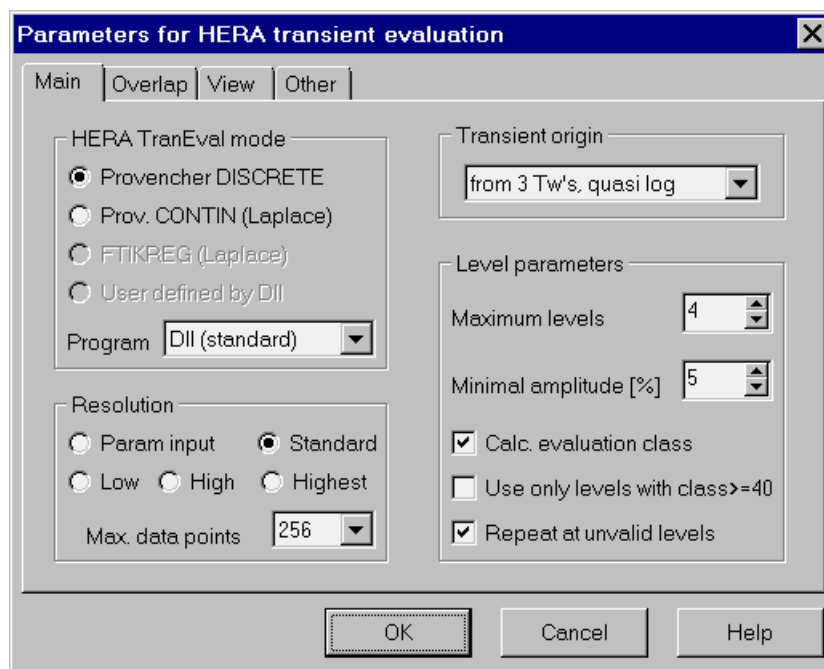 Parameters for HERA transient evaluation
Main Overlap View Other
HERA TranEval mode
Provencher DISCRETE
Prov. CONTIN (Laplace)
FTIKREG (Laplace)
User defined by Dll
Program Dll (standard)
Resolution
Param input Standard
Low High Highest
Max. data points 256
Transient origin
from 3 Tw's, quasi log
Level parameters
Maximum levels 4
Minimal amplitude [%] 5
Calc. evaluation class
Use only levels with class>=40
Repeat at unvalid levels
OK Cancel Help